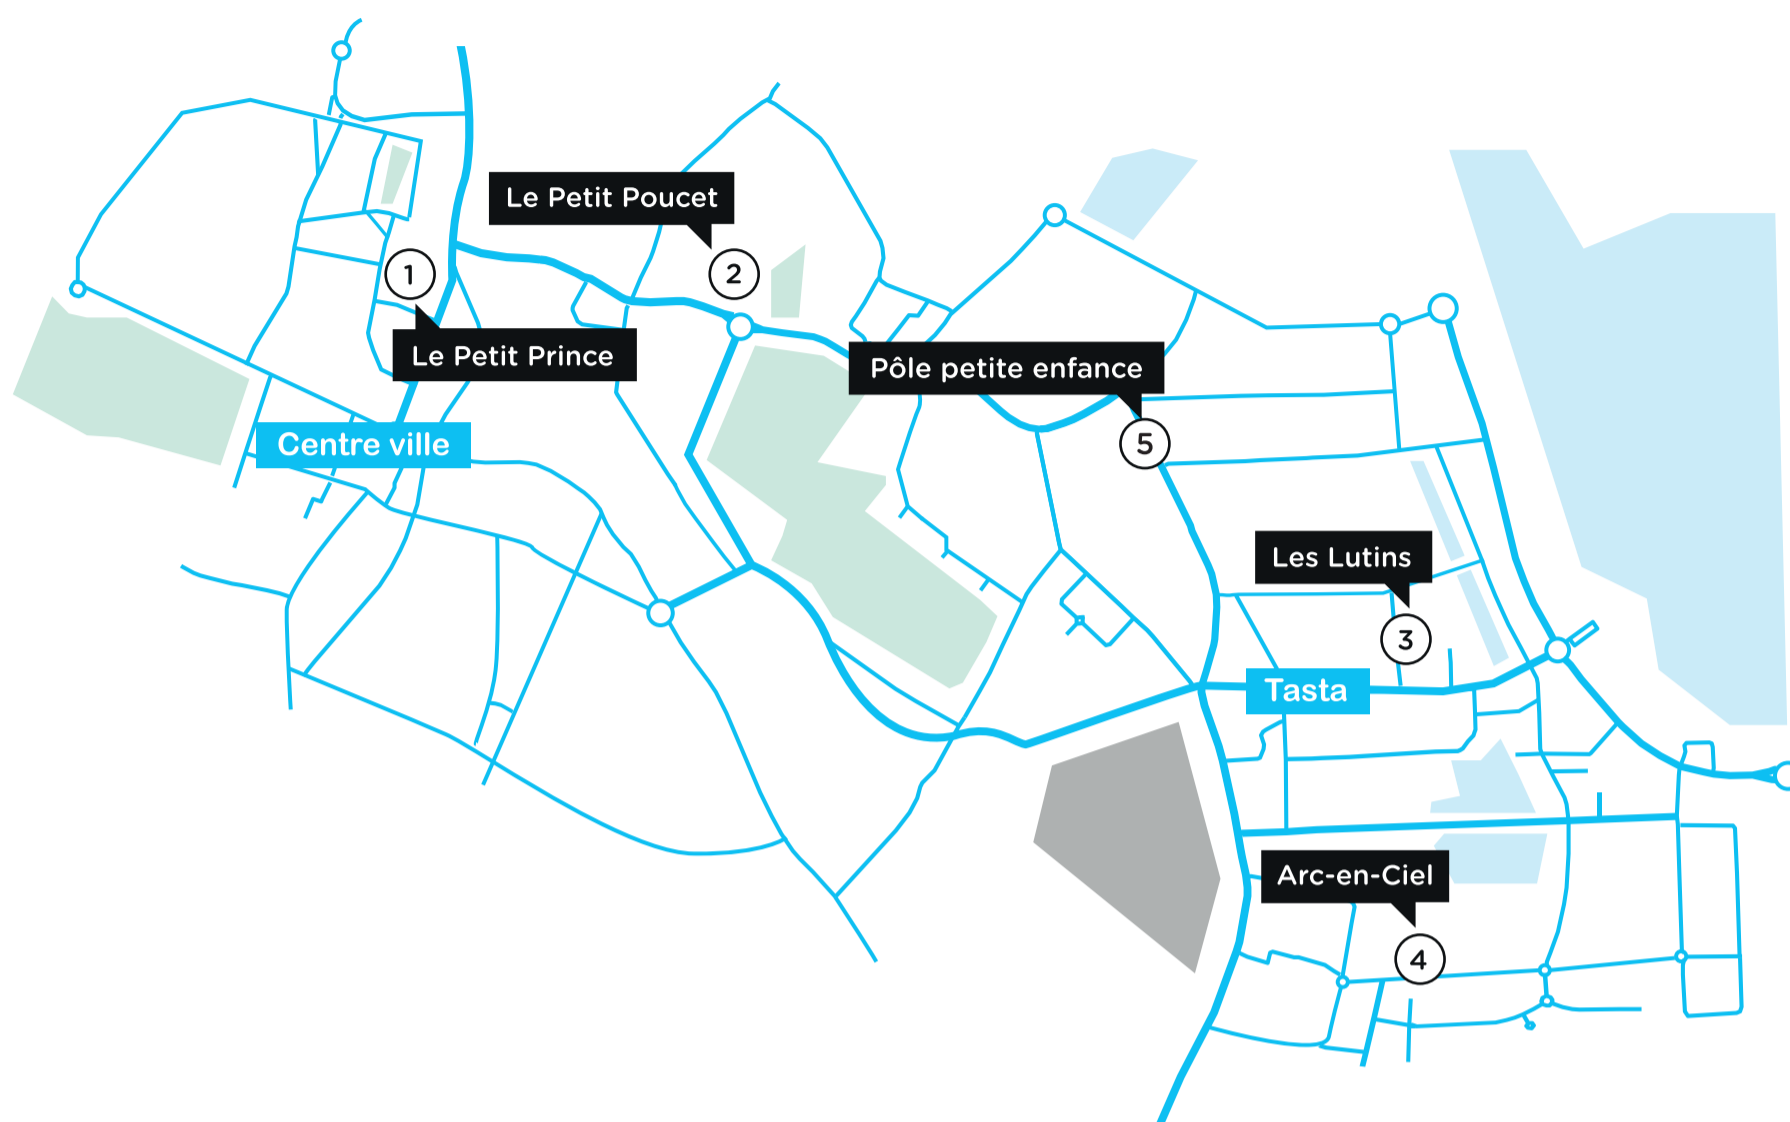 Le Petit Poucet
2
1
Le Petit Prince
Pôle petite enfance
5
Centre ville
Les Lutins
3
Tasta
Arc-en-Ciel
4